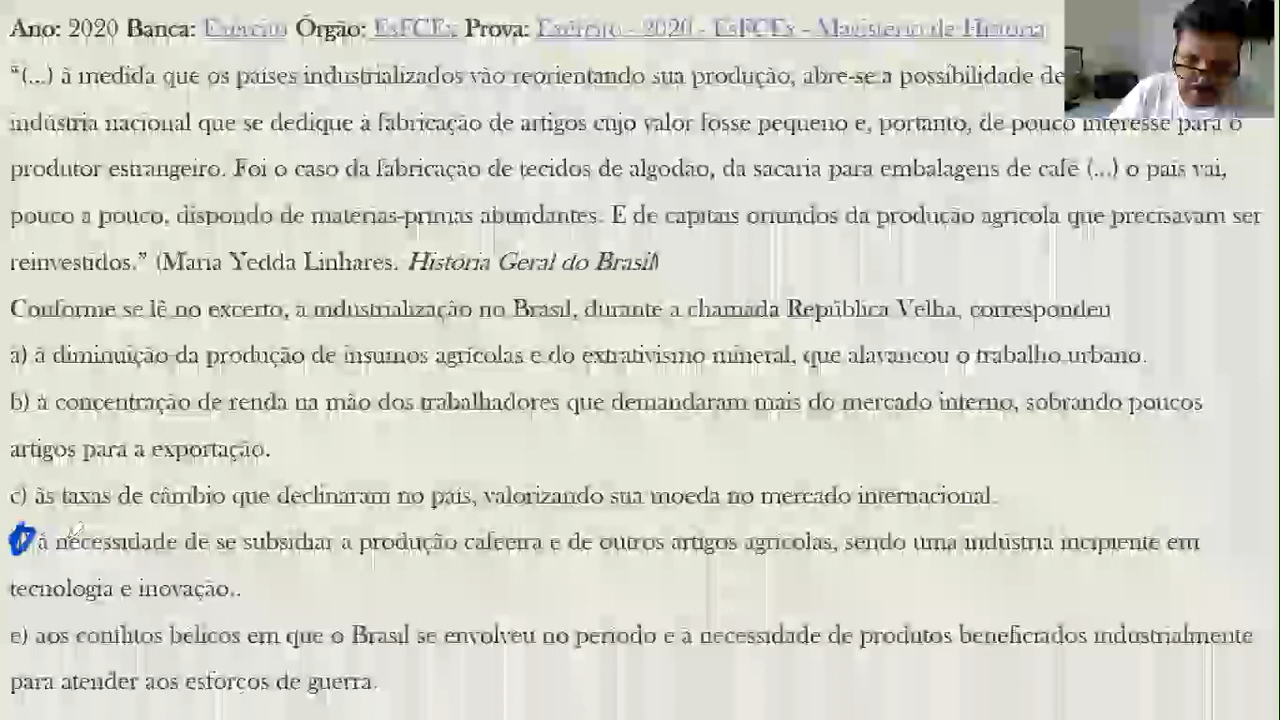 Ano: 2020 Banca: Exército Órgão: EsFCEx Prova: Exército - 2020 - EsFCEx - Magistério de História
“(...) à medida que os países industrializados vão reorientando sua produção, abre-se a possibilidade de
indústria nacional que se dedique à fabricação de artigos cujo valor fosse pequeno e, portanto, de pouco interesse para o
produtor estrangeiro. Foi o caso da fabricação de tecidos de algodão, da sacaria para embalagens de café (...) o país vai,
pouco a pouco, dispondo de matérias-primas abundantes. E de capitais oriundos da produção agrícola que precisavam ser
reinvestidos.” (Maria Yedda Linhares. História Geral do Brasil)
Conforme se lê no excerto, a industrialização no Brasil, durante a chamada República Velha, correspondeu
a) à diminuição da produção de insumos agrícolas e do extrativismo mineral, que alavancou o trabalho urbano.
b) à concentração de renda na mão dos trabalhadores que demandaram mais do mercado interno, sobrando poucos
artigos para a exportação.
c) às taxas de câmbio que declinaram no país, valorizando sua moeda no mercado internacional.
à necessidade de se subsidiar a produção cafeeira e de outros artigos agrícolas, sendo uma indústria incipiente em
tecnologia e inovação..
e) aos conflitos bélicos em que o Brasil se envolveu no período e à necessidade de produtos beneficiados industrialmente
para atender aos esforços de guerra.